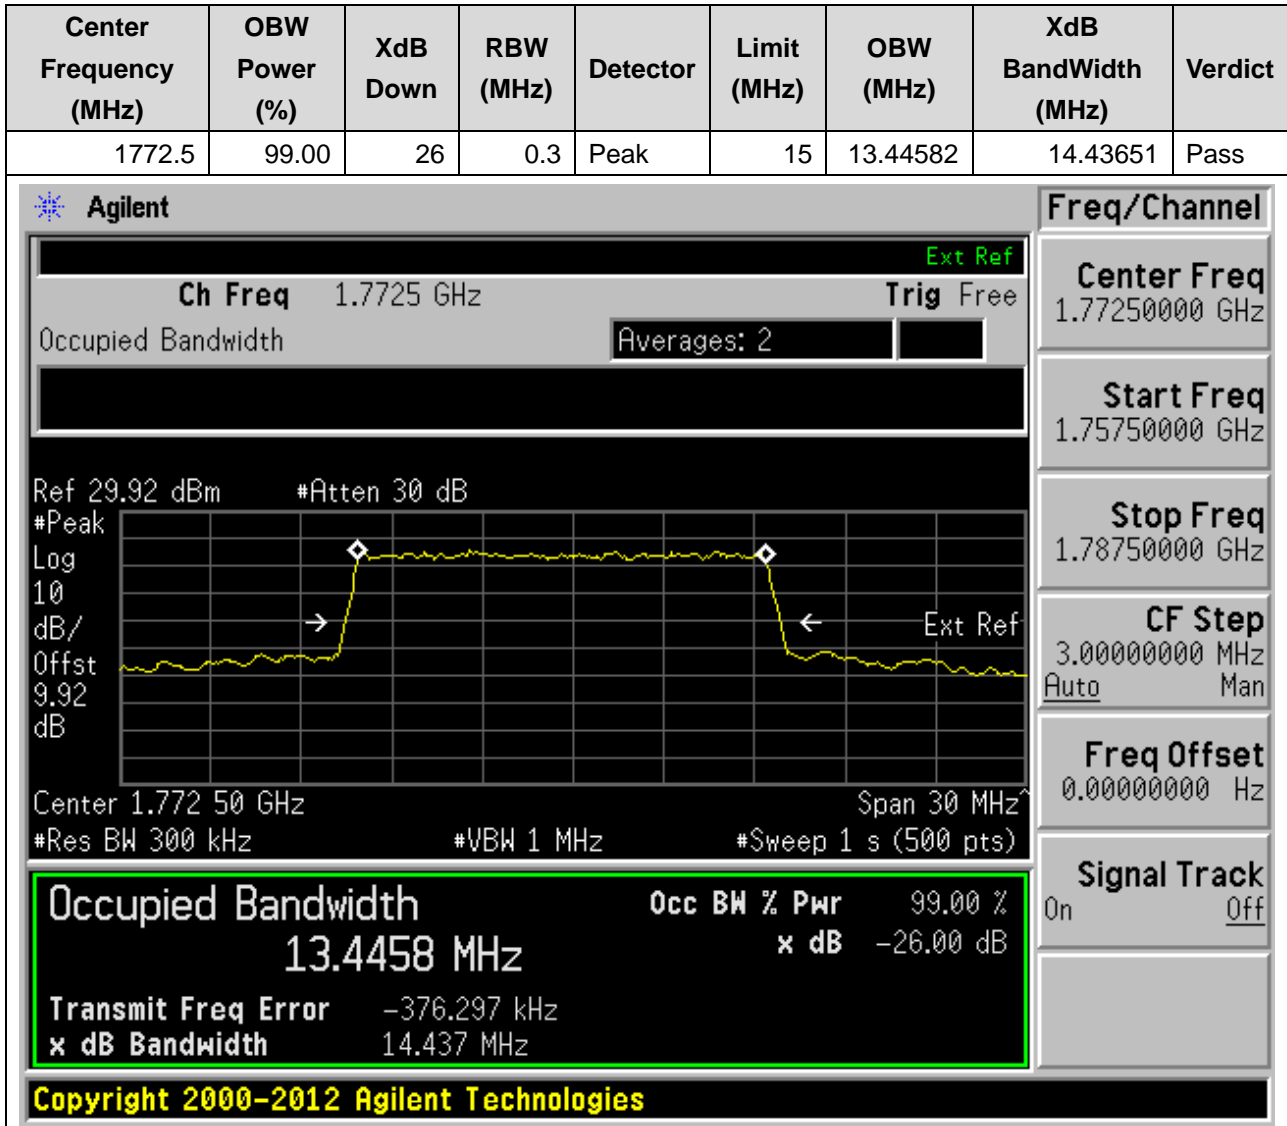 Center Frequency (MHz) OBW Power (%) XdB Down RBW (MHz) Detector Limit (MHz) OBW (MHz) XdB BandWidth (MHz) Verdict
1772.5 99.00 26 0.3 Peak 15 13.44582 14.43651 Pass
Agilent
Freq/Channel
Ext Ref
Ch Freq 1.7725 GHz Trig Free
Occupied Bandwidth Averages: 2
Center Freq
1.77250000 GHz
Start Freq
1.75750000 GHz
Stop Freq
1.78750000 GHz
CF Step
3.00000000 MHz
Auto Man
Freq Offset
0.00000000 Hz
Signal Track
On Off
Ref 29.92 dBm #Atten 30 dB
#Peak
Log
10
dB/
Offst
9.92
dB
Ext Ref
Center 1.772 50 GHz Span 30 MHz^
#Res BW 300 kHz #VBW 1 MHz #Sweep 1 s (500 pts)
Occupied Bandwidth Occ BW % Pwr 99.00 %
13.4458 MHz x dB -26.00 dB
Transmit Freq Error -376.297 kHz
x dB Bandwidth 14.437 MHz
Copyright 2000-2012 Agilent Technologies